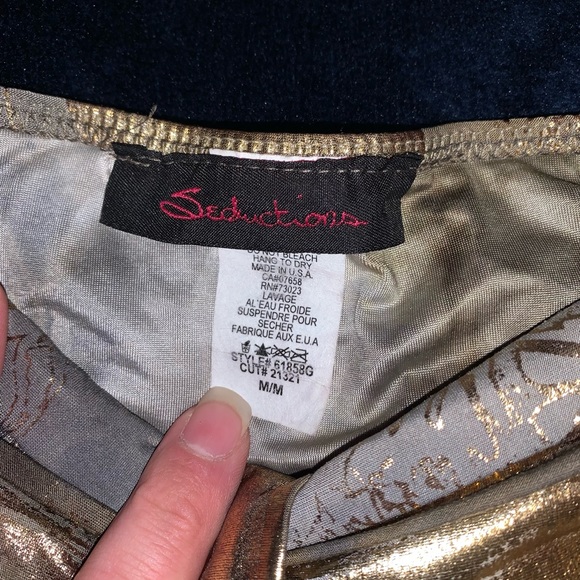 Seductions
DO NOT BLEACH
HANG TO DRY
MADE IN U.S.A.
CA#07658
RN#73023
LAVAGE
AL'EAU FROIDE
SUSPENDRE POUR
SECHER
FABRIQUE AUX E.U.A
STYLE# 61858G
CUT# 21321
M/M